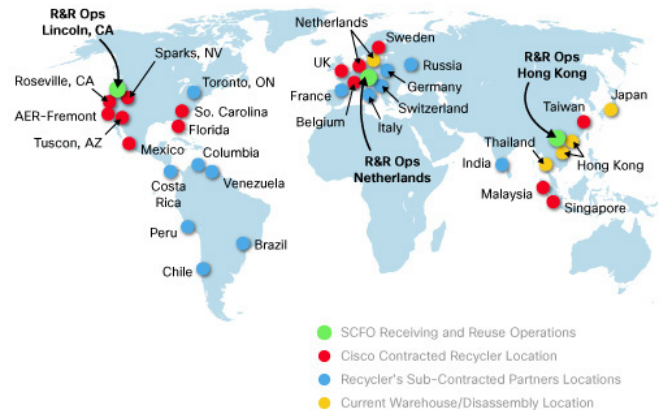 R&R Ops
Lincoln, CA
Sparks, NV
Roseville, CA
Toronto, ON
AER-Fremont
So. Carolina
Tuscon, AZ
Florida
Mexico
Columbia
Costa
Rica
Venezuela
Peru
Brazil
Chile
Netherlands
Sweden
UK
Russia
France
Germany
Switzerland
Belgium
Italy
R&R Ops
Netherlands
R&R Ops
Hong Kong
Japan
Taiwan
Thailand
India
Hong Kong
Malaysia
Singapore
SCFO Receiving and Reuse Operations
Cisco Contracted Recycler Location
Recycler's Sub-Contracted Partners Locations
Current Warehouse/Disassembly Location